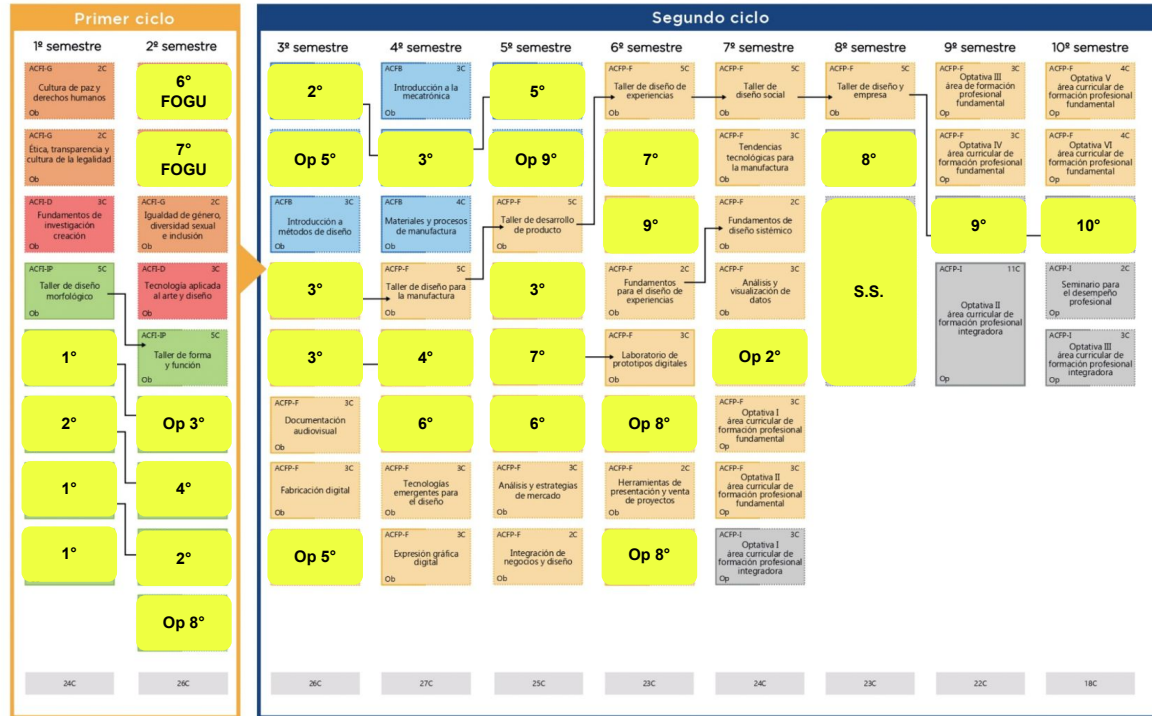 Primer ciclo
Segundo ciclo
1º semestre
2º semestre
3º semestre
4º semestre
5º semestre
6º semestre
7º semestre
8º semestre
9º semestre
10º semestre
ACFI-G 2C
Cultura de paz y
derechos humanos
Ob
ACFI-G 2C
Ética, transparencia y
cultura de la legalidad
Ob
ACFI-D 3C
Fundamentos de
investigación
creación
Ob
ACFI-IP 5C
Taller de diseño
morfológico
Ob
1°
2°
1°
1°
24C
6°
FOGU
7°
FOGU
ACFI-G 2C
Igualdad de género,
diversidad sexual
e inclusión
Ob
ACFI-D 3C
Tecnología aplicada
al arte y diseño
Ob
ACFI-IP 5C
Taller de forma
y función
Ob
Op 3°
4°
2°
Op 8°
26C
2°
Op 5°
ACFB 3C
Introducción a
métodos de diseño
Ob
3°
3°
ACFP-F 3C
Documentación
audiovisual
Ob
ACFP-F 3C
Fabricación digital
Ob
Op 5°
26C
ACFB 3C
Introducción a
la mecatrónica
Ob
3°
ACFB 4C
Materiales y procesos
de manufactura
Ob
ACFP-F 5C
Taller de diseño para
la manufactura
Ob
4°
6°
ACFP-F 3C
Tecnologías
emergentes para
el diseño
Ob
ACFP-F 3C
Expresión gráfica
digital
Ob
27C
5°
Op 9°
ACFP-F 5C
Taller de desarrollo
de producto
Ob
3°
7°
6°
ACFP-F 3C
Análisis y estrategias
de mercado
Ob
ACFP-F 2C
Integración de
negocios y diseño
Ob
25C
ACFP-F 5C
Taller de diseño de
experiencias
Ob
7°
9°
ACFP-F 2C
Fundamentos
para el diseño de
experiencias
Ob
ACFP-F 3C
Laboratorio de
prototipos digitales
Ob
Op 8°
ACFP-F 2C
Herramientas de
presentación y venta
de proyectos
Ob
Op 8°
23C
ACFP-F 5C
Taller de
diseño social
Ob
ACFP-F 3C
Tendencias
tecnológicas para
la manufactura
Ob
ACFP-F 2C
Fundamentos de
diseño sistémico
Ob
ACFP-F 3C
Análisis y
visualización de
datos
Ob
Op 2°
ACFP-F 3C
Optativa I
área curricular de
formación profesional
fundamental
Op
ACFP-F 3C
Optativa II
área curricular de
formación profesional
fundamental
Op
ACFP-I 3C
Optativa I
área curricular de
formación profesional
integradora
Op
24C
ACFP-F 5C
Taller de diseño y
empresa
Ob
8°
S.S.
23C
ACFP-F 3C
Optativa III
área de formación
profesional
fundamental
Op
ACFP-F 3C
Optativa IV
área curricular de
formación profesional
fundamental
Op
9°
ACFP-I 11C
Optativa II
área curricular de
formación profesional
integradora
Op
22C
ACFP-F 4C
Optativa V
área curricular de
formación profesional
fundamental
Op
ACFP-F 4C
Optativa VI
área curricular de
formación profesional
fundamental
Op
10°
ACFP-I 2C
Seminario para
el desempeño
profesional
Op
ACFP-I 3C
Optativa III
área curricular de
formación profesional
integradora
Op
18C